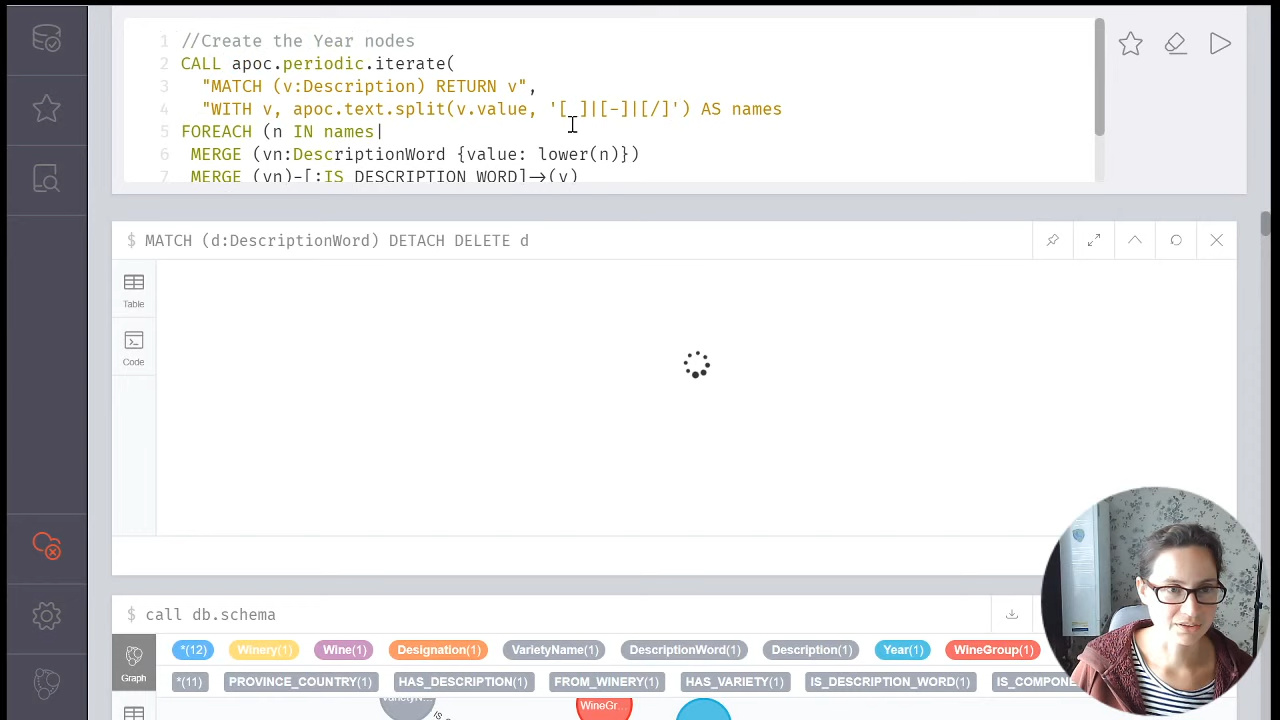 1 //Create the Year nodes
2 CALL apoc.periodic.iterate(
3 "MATCH (v:Description) RETURN v",
4 "WITH v, apoc.text.split(v.value, '[_]|[-]|[/]') AS names
5 FOREACH (n IN names|
6 MERGE (vn:DescriptionWord {value: lower(n)})
7 MERGE (vn)-[:IS_DESCRIPTION_WORD]->(v)
$ MATCH (d:DescriptionWord) DETACH DELETE d
Table
Code
$ call db.schema
Graph
*(12) Winery(1) Wine(1) Designation(1) VarietyName(1) DescriptionWord(1) Description(1) Year(1) WineGroup(1)
*(11) PROVINCE_COUNTRY(1) HAS_DESCRIPTION(1) FROM_WINERY(1) HAS_VARIETY(1) IS_DESCRIPTION_WORD(1) IS_COMPONE
WineGr...